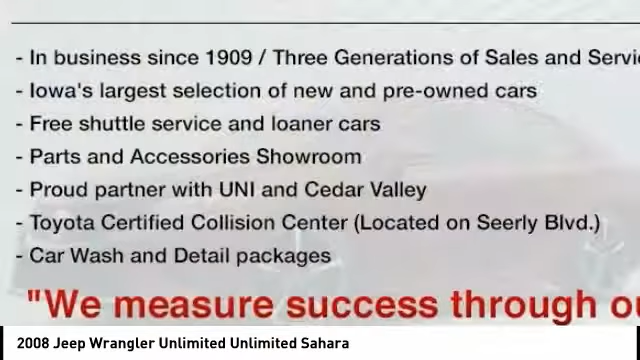 - In business since 1909 / Three Generations of Sales and
- Iowa's largest selection of new and pre-owned cars
- Free shuttle service and loaner cars
- Parts and Accessories Showroom
- Proud partner with UNI and Cedar Valley
- Toyota Certified Collision Center (Located on Seerly Blvd.)
- Car Wash and Detail packages
"We measure success through
2008 Jeep Wrangler Unlimited Unlimited Sahara